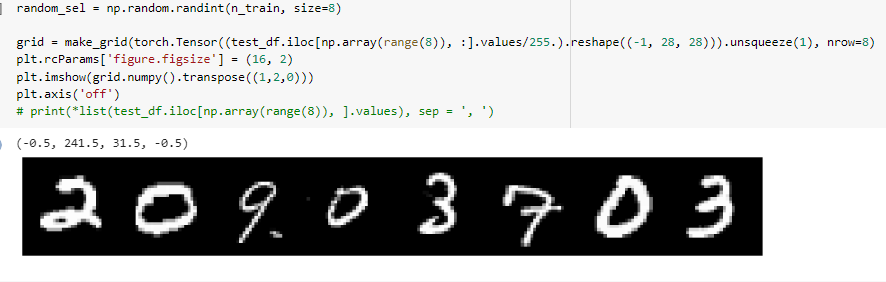 random_sel = np.random.randint(n_train, size=8)
grid = make_grid(torch.Tensor((test_df.iloc[np.array(range(8)), :].values/255.).reshape((-1, 28, 28))).unsqueeze(1), nrow=8)
plt.rcParams['figure.figsize'] = (16, 2)
plt.imshow(grid.numpy().transpose((1,2,0)))
plt.axis('off')
# print(*list(test_df.iloc[np.array(range(8)), ].values), sep = ', ')
(-0.5, 241.5, 31.5, -0.5)
2 0 9 0 3 7 0 3